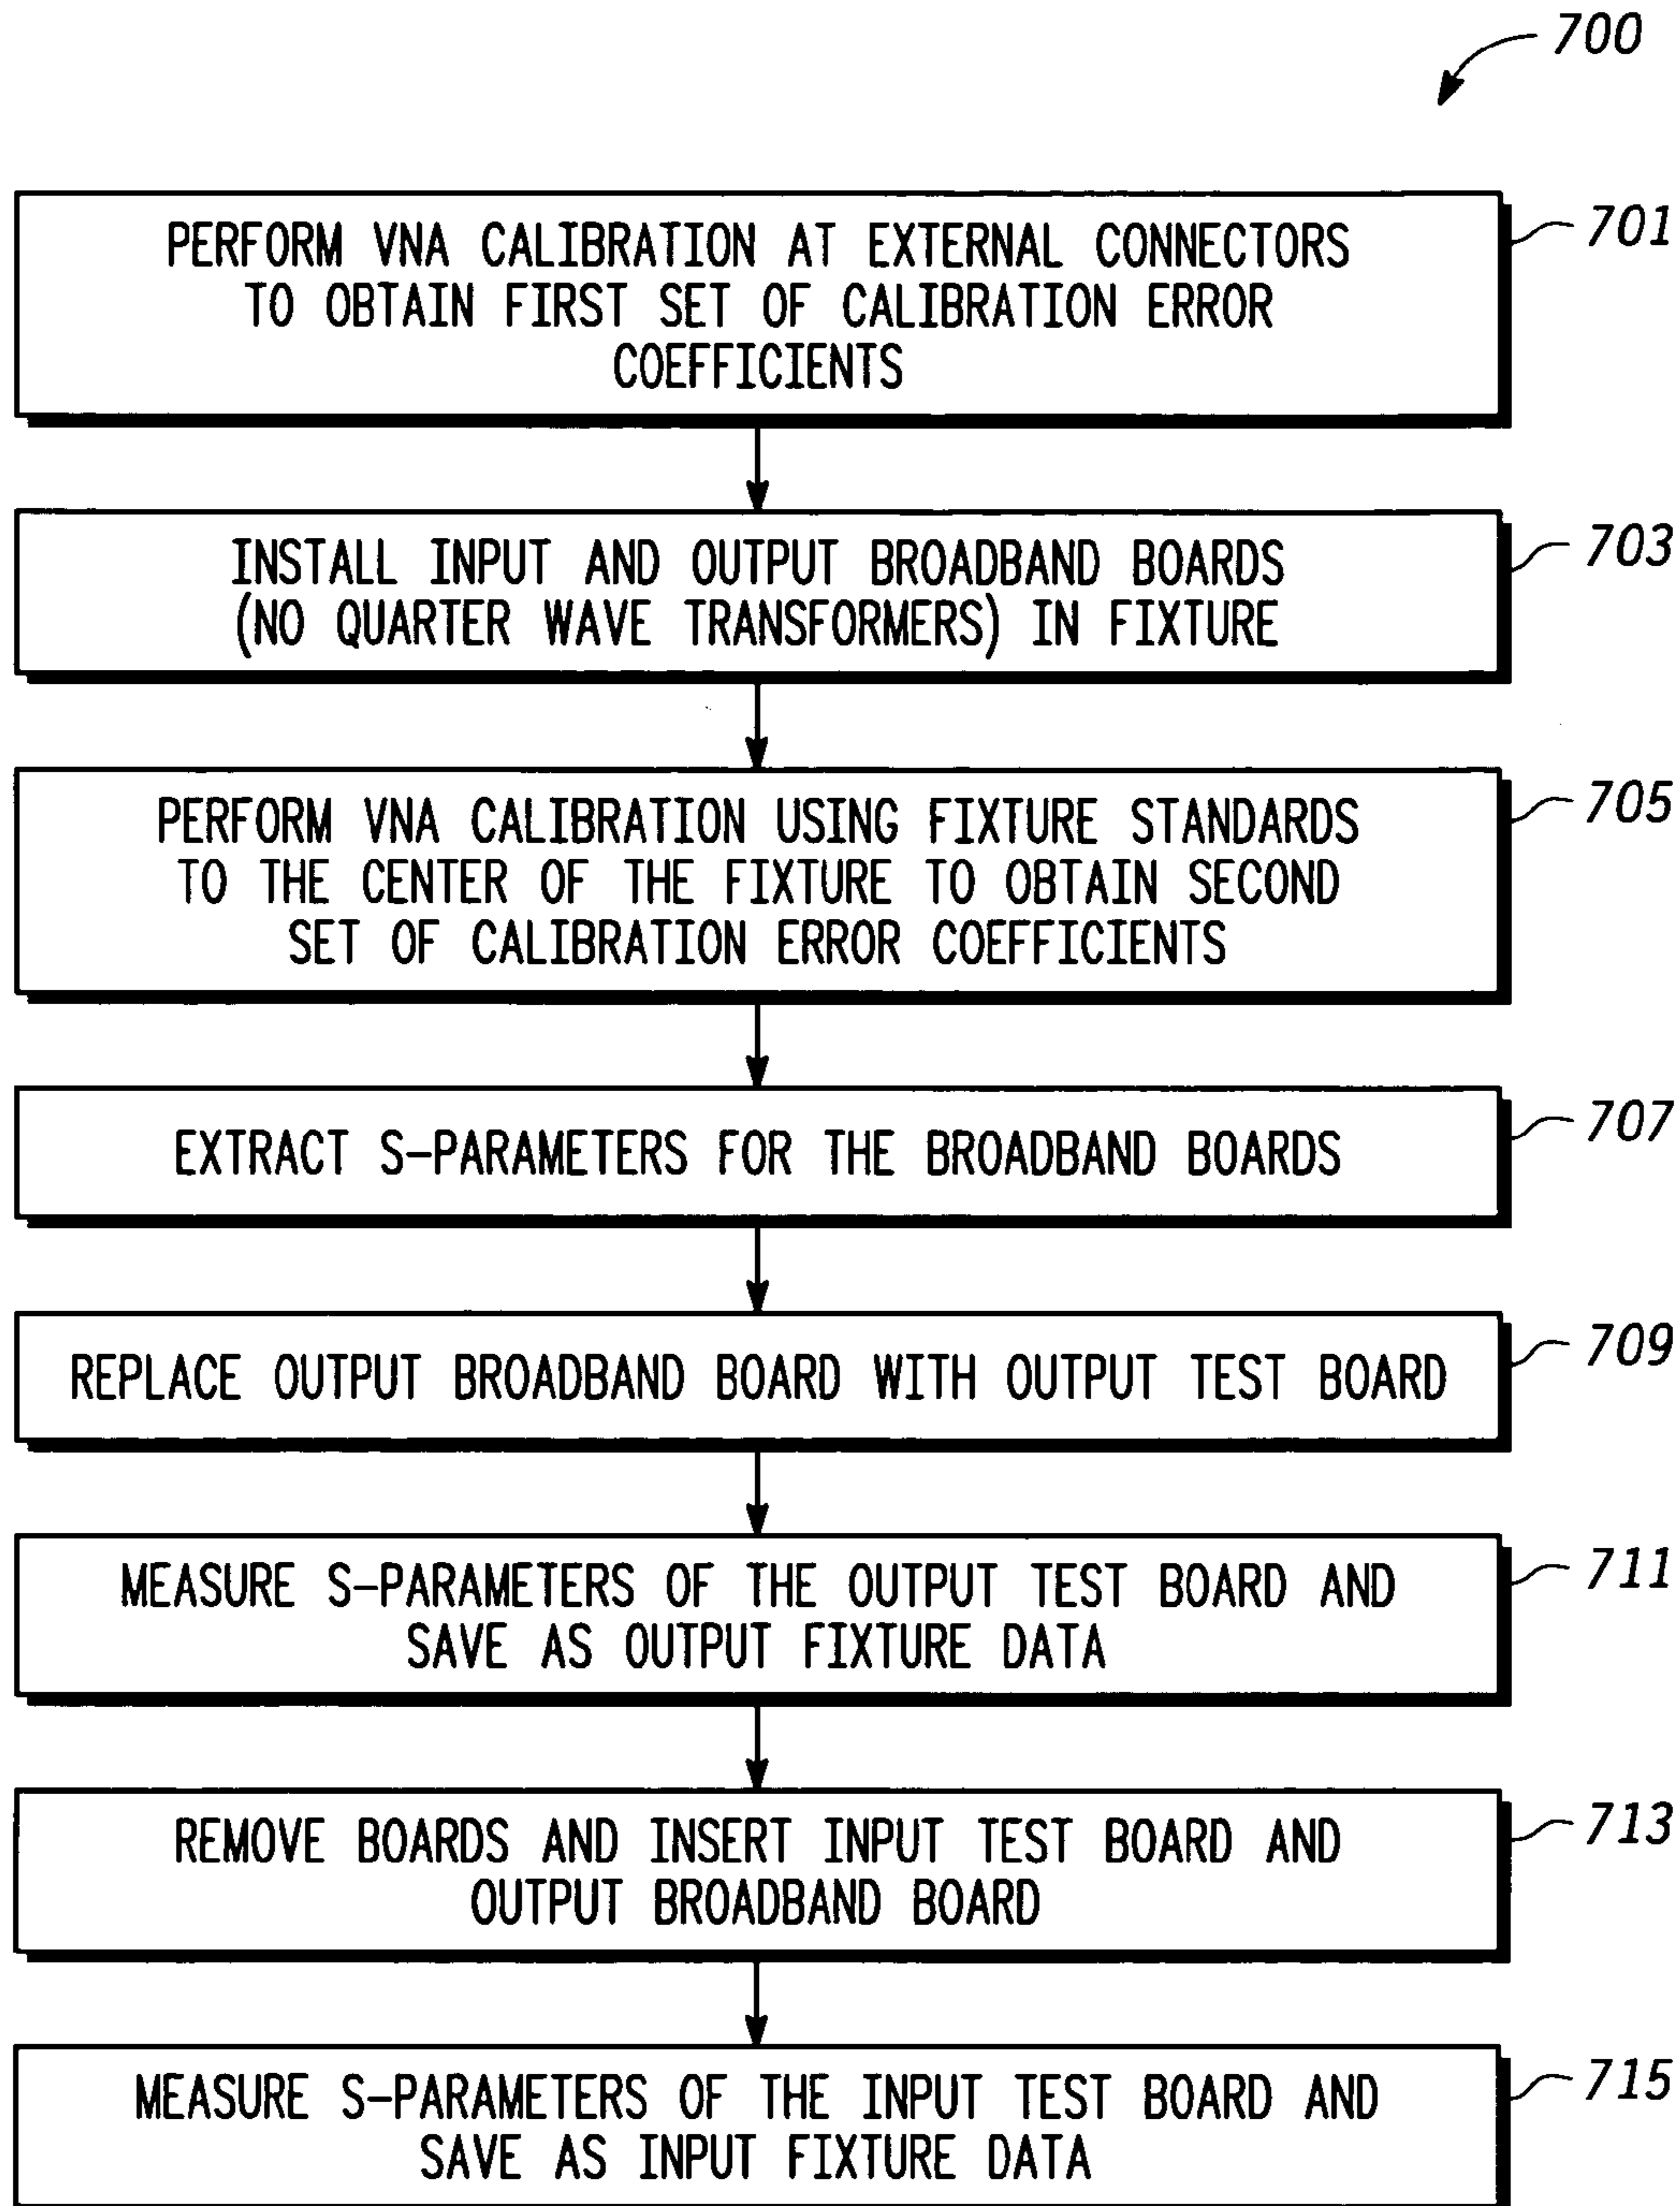 700
PERFORM VNA CALIBRATION AT EXTERNAL CONNECTORS
TO OBTAIN FIRST SET OF CALIBRATION ERROR
COEFFICIENTS
701
INSTALL INPUT AND OUTPUT BROADBAND BOARDS
(NO QUARTER WAVE TRANSFORMERS) IN FIXTURE
703
PERFORM VNA CALIBRATION USING FIXTURE STANDARDS
TO THE CENTER OF THE FIXTURE TO OBTAIN SECOND
SET OF CALIBRATION ERROR COEFFICIENTS
705
EXTRACT S-PARAMETERS FOR THE BROADBAND BOARDS
707
REPLACE OUTPUT BROADBAND BOARD WITH OUTPUT TEST BOARD
709
MEASURE S-PARAMETERS OF THE OUTPUT TEST BOARD AND
SAVE AS OUTPUT FIXTURE DATA
711
REMOVE BOARDS AND INSERT INPUT TEST BOARD AND
OUTPUT BROADBAND BOARD
713
MEASURE S-PARAMETERS OF THE INPUT TEST BOARD AND
SAVE AS INPUT FIXTURE DATA
715